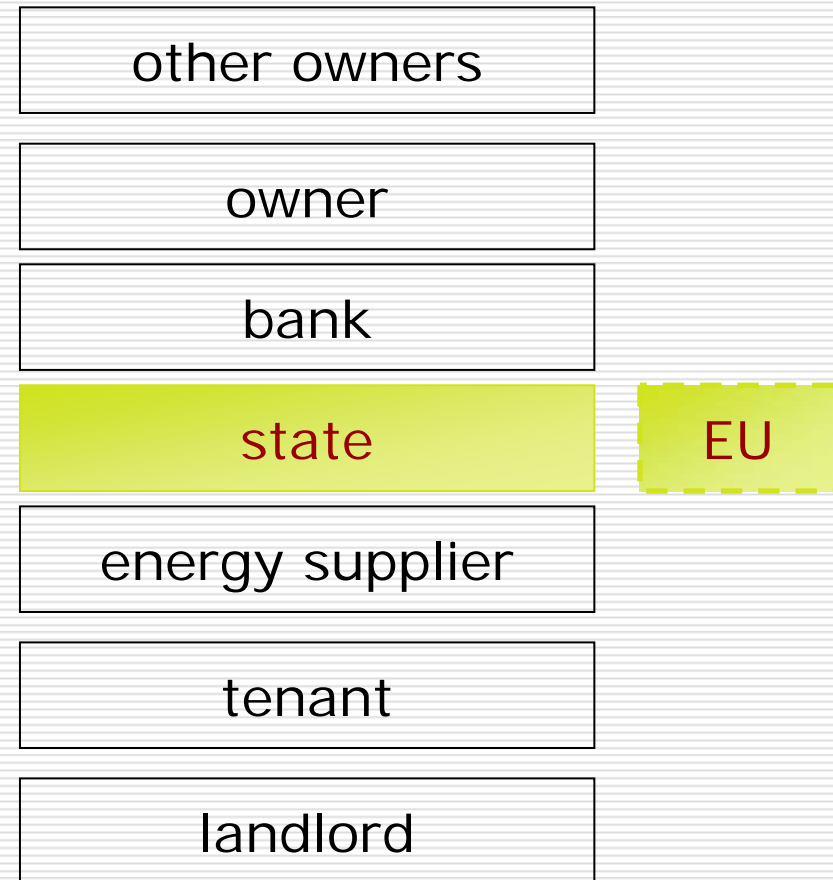 other owners
owner
bank
state
EU
energy supplier
tenant
landlord